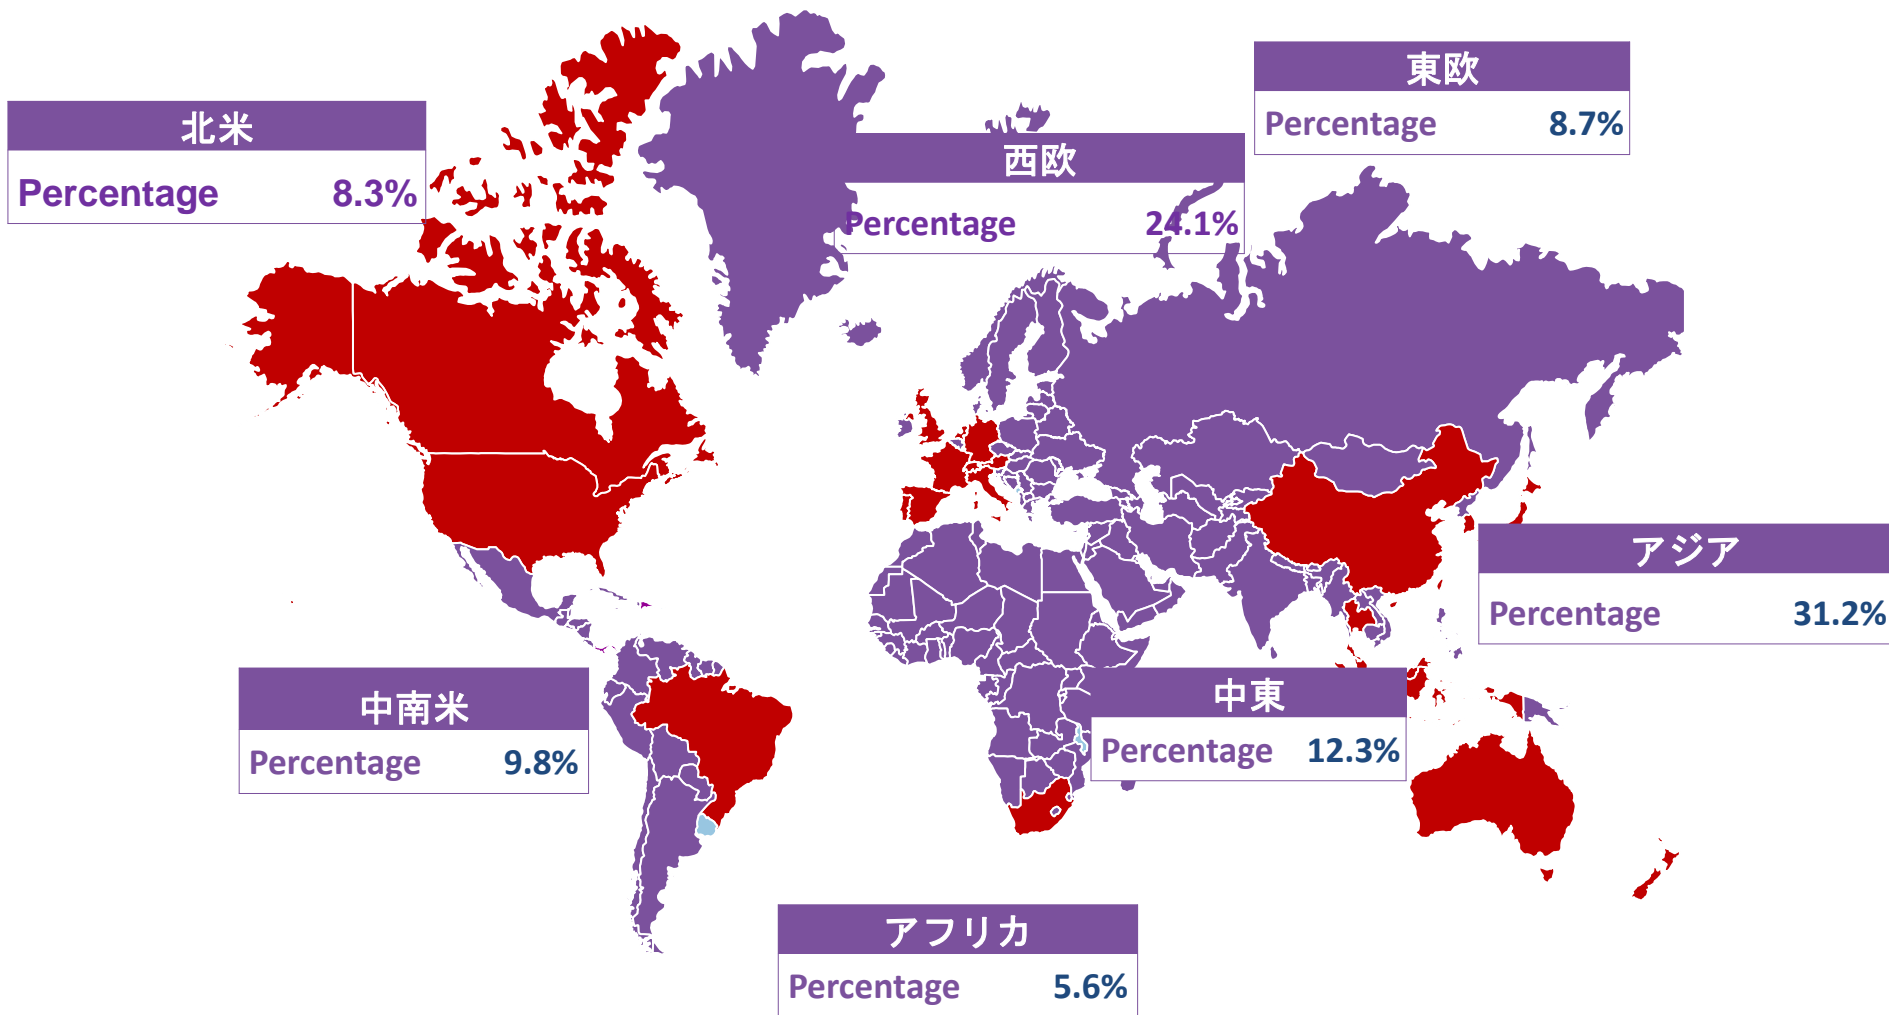 東欧
Percentage 8.7%
北米
Percentage 8.3%
西欧
Percentage 24.1%
アジア
Percentage 31.2%
中南米
Percentage 9.8%
中東
Percentage 12.3%
アフリカ
Percentage 5.6%